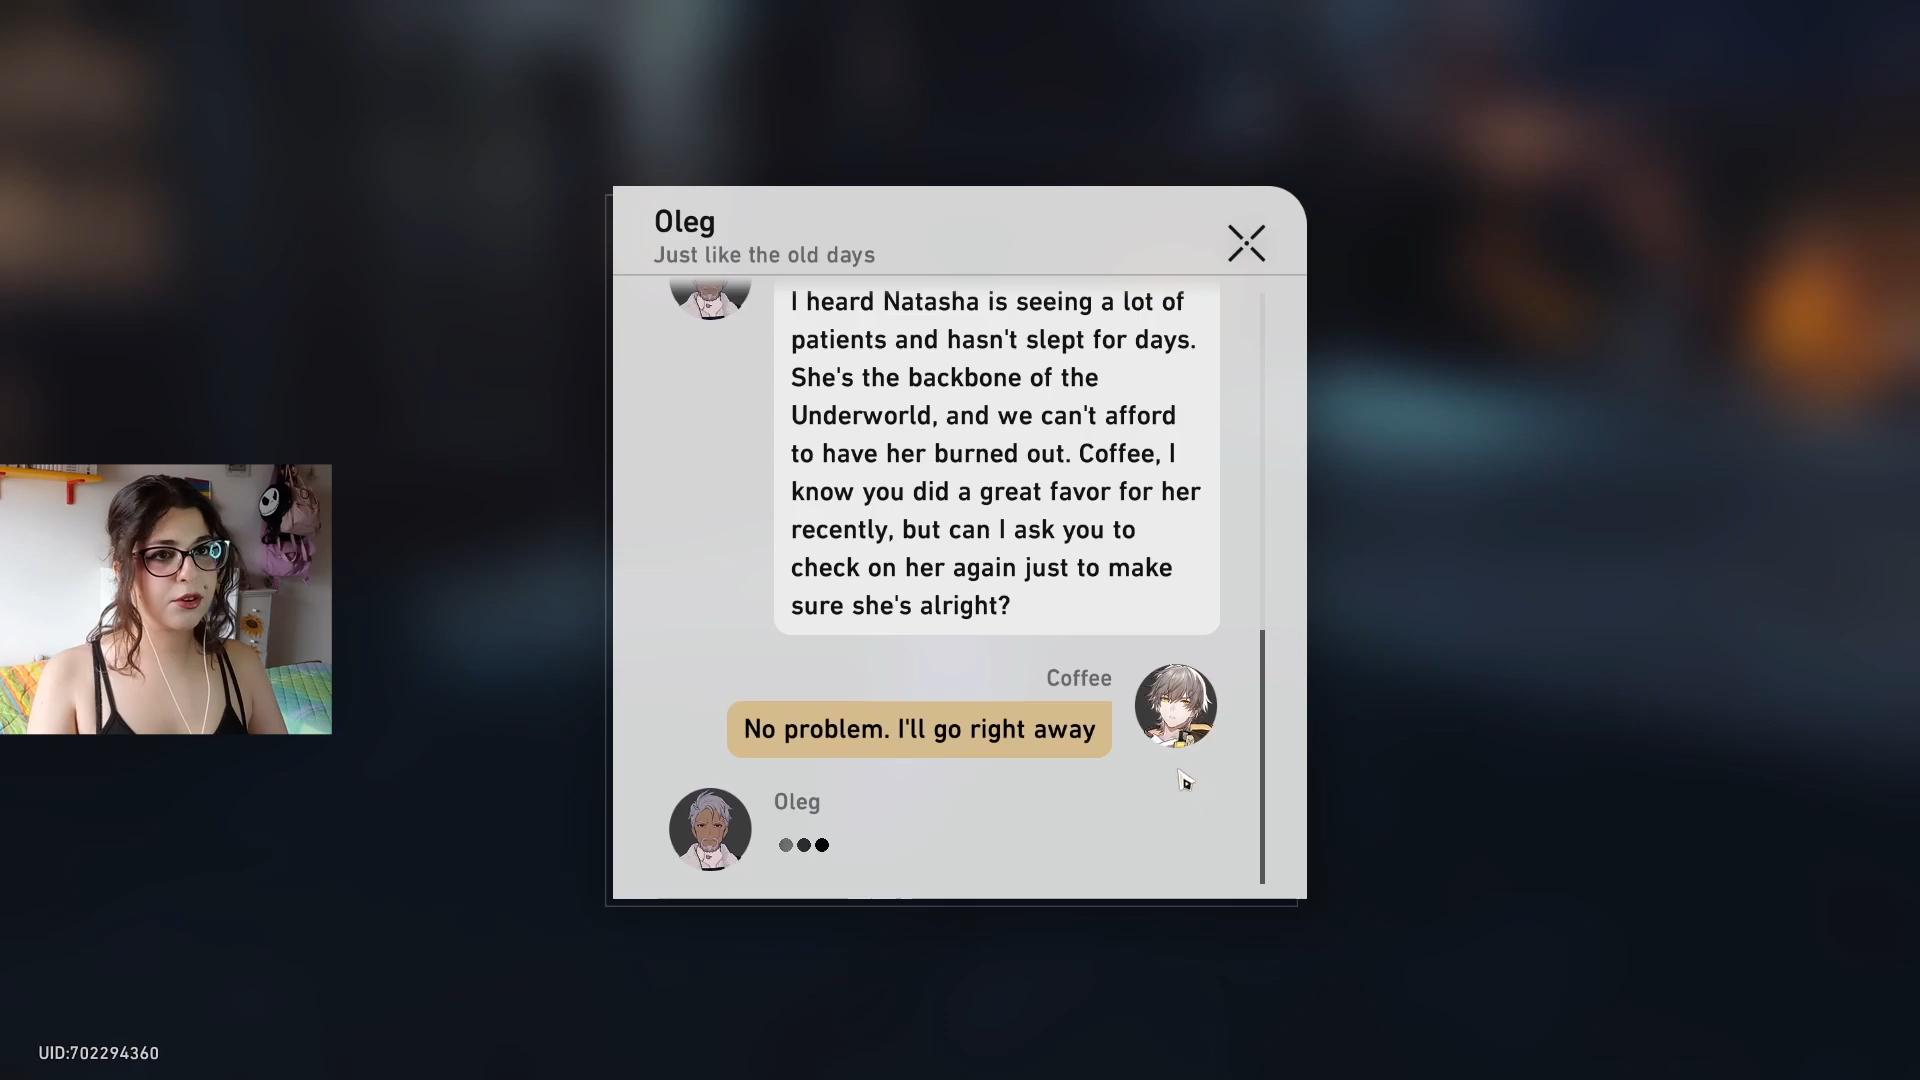 Oleg
Just like the old days
I heard Natasha is seeing a lot of
patients and hasn't slept for days.
She's the backbone of the
Underworld, and we can't afford
to have her burned out. Coffee, I
know you did a great favor for her
recently, but can I ask you to
check on her again just to make
sure she's alright?
Coffee
No problem. I'll go right away
Oleg
UID:702294360